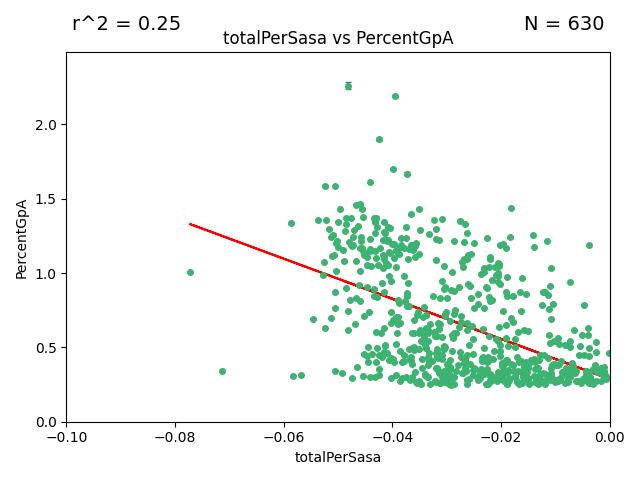 r^2 = 0.25 N = 630
totalPerSasa vs PercentGpA
PercentGpA
2.0
1.5
1.0
0.5
0.0
−0.10 −0.08 −0.06 −0.04 −0.02 0.00
totalPerSasa